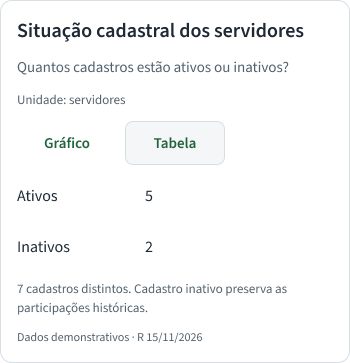 Situação cadastral dos servidores
Quantos cadastros estão ativos ou inativos?
Unidade: servidores
Gráfico Tabela
Ativos 5
Inativos 2
7 cadastros distintos. Cadastro inativo preserva as
participações históricas.
Dados demonstrativos · R 15/11/2026